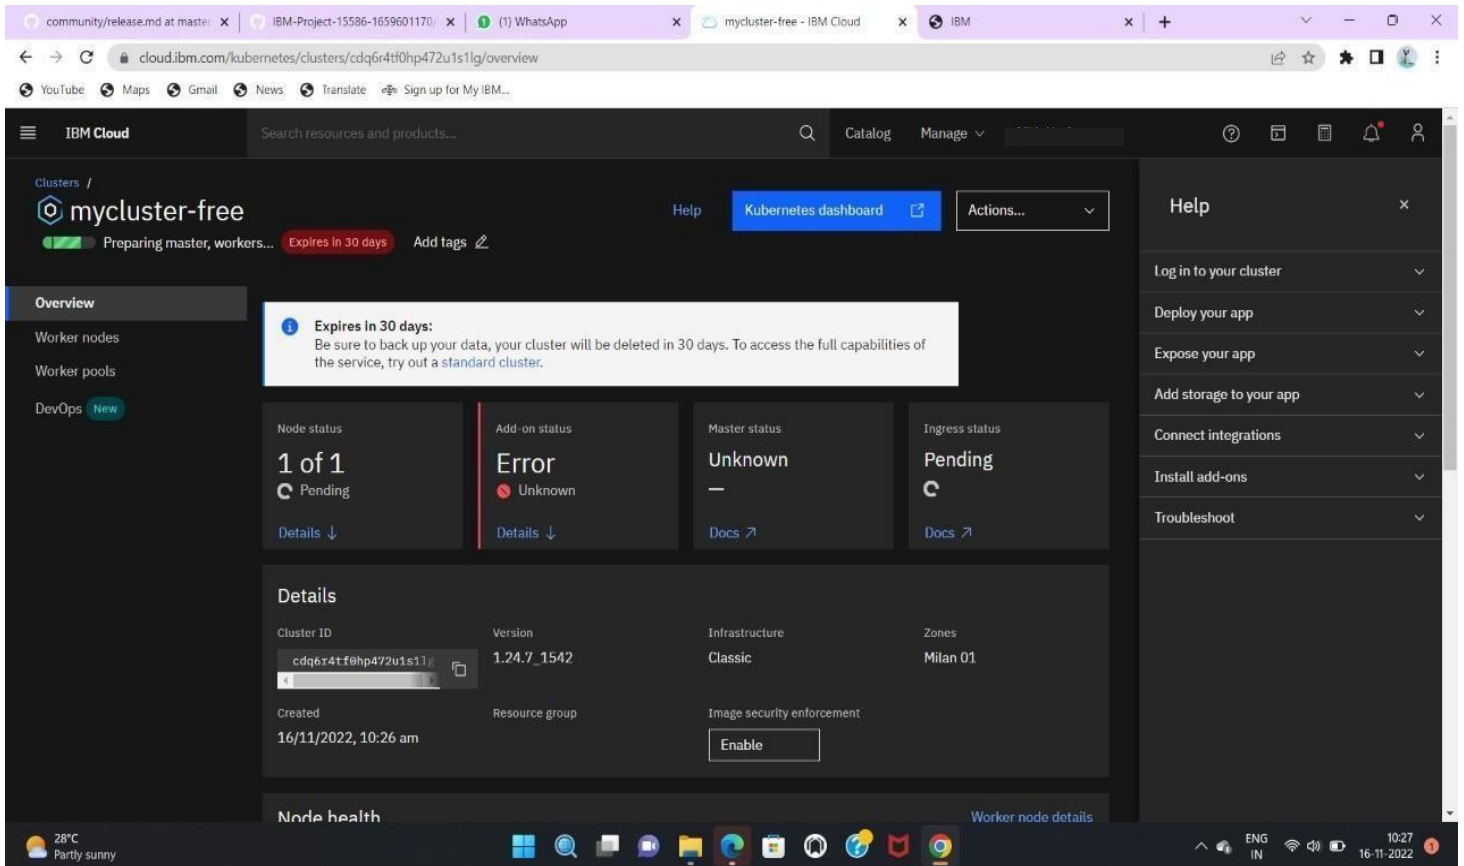 community/release.md at master
IBM-Project-15586-1659601170/
(1) WhatsApp
mycluster-free - IBM Cloud
IBM
cloud.ibm.com/kubernetes/clusters/cdq6r4tf0hp472u1s1lg/overview
YouTube Maps Gmail News Translate Sign up for My IBM...
IBM Cloud
Search resources and products...
Catalog
Manage
Clusters /
mycluster-free
Help
Kubernetes dashboard
Actions...
Preparing master, workers...
Expires in 30 days
Add tags
Overview
Worker nodes
Worker pools
DevOps New
Expires in 30 days:
Be sure to back up your data, your cluster will be deleted in 30 days. To access the full capabilities of
the service, try out a standard cluster.
Node status
1 of 1
Pending
Details ↓
Add-on status
Error
Unknown
Details ↓
Master status
Unknown
—
Docs ↗
Ingress status
Pending
Docs ↗
Details
Cluster ID
cdq6r4tf0hp472u1s1lg
Version
1.24.7_1542
Infrastructure
Classic
Zones
Milan 01
Created
16/11/2022, 10:26 am
Resource group
Image security enforcement
Enable
Node health
Worker node details
Help
Log in to your cluster
Deploy your app
Expose your app
Add storage to your app
Connect integrations
Install add-ons
Troubleshoot
28°C
Partly sunny
ENG
IN
10:27
16-11-2022
1